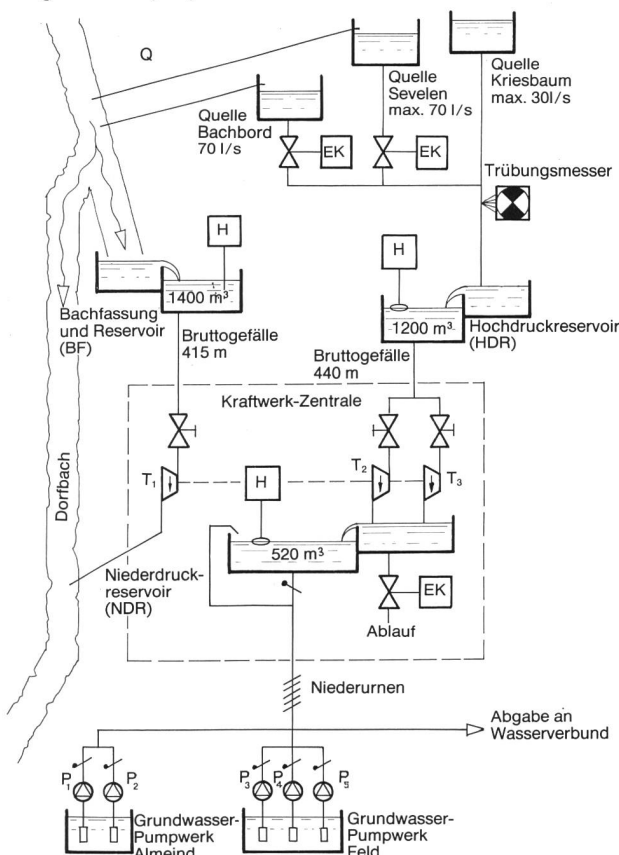 Q
Quelle
Sevelen
max. 70 l/s
Quelle
Kriesbaum
max. 30l/s
Quelle
Bachbord
70 l/s
EK
EK
Trübungsmesser
H
H
1400 m³
1200 m³
Bachfassung
und Reservoir
(BF)
Bruttogefälle
415 m
Hochdruckreservoir
(HDR)
Bruttogefälle
440 m
Kraftwerk-Zentrale
Dorfbach
T1
H
T2
T3
520 m³
Niederdruck-
reservoir
(NDR)
EK
Ablauf
Niederurnen
Abgabe an
Wasserverbund
P1
P2
P3
P4
P5
Grundwasser-
Pumpwerk
Almeind
Grundwasser-
Pumpwerk
Feld